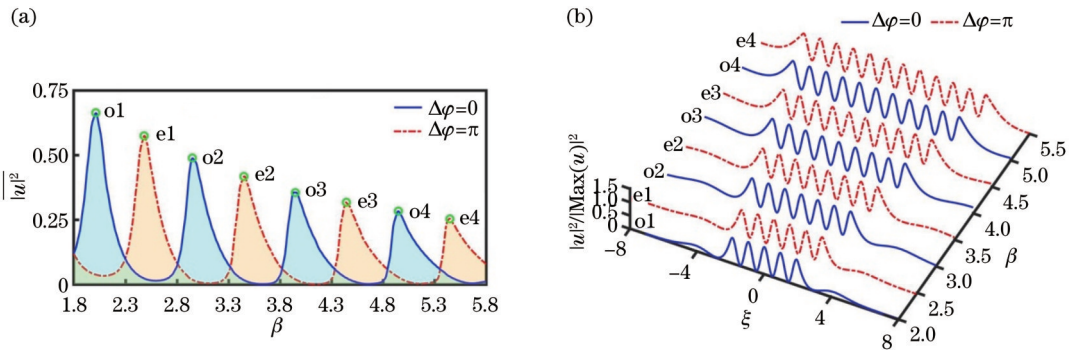 (a)
0.75
0.50
0.25
0
|u|²
o1
e1
o2
e2
o3
e3
o4
e4
Δφ=0
Δφ=π
1.8 2.3 2.8 3.3 3.8 4.3 4.8 5.3 5.8
β
(b)
Δφ=0 Δφ=π
e4
o4
e3
o3
e2
o2
e1
o1
|u|²/|Max(u)|²
1.5
1.0
0.5
0
−8 −4 0 4 8
ξ
2.0 2.5 3.0 3.5 4.0 4.5 5.0 5.5
β